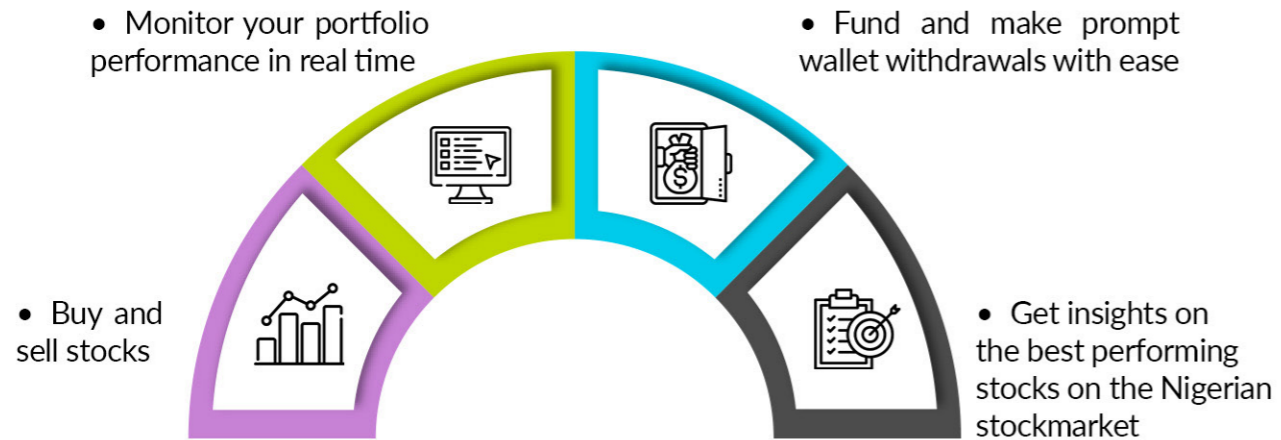 • Monitor your portfolio
performance in real time
• Fund and make prompt
wallet withdrawals with ease
• Buy and
sell stocks
• Get insights on
the best performing
stocks on the Nigerian
stockmarket
$